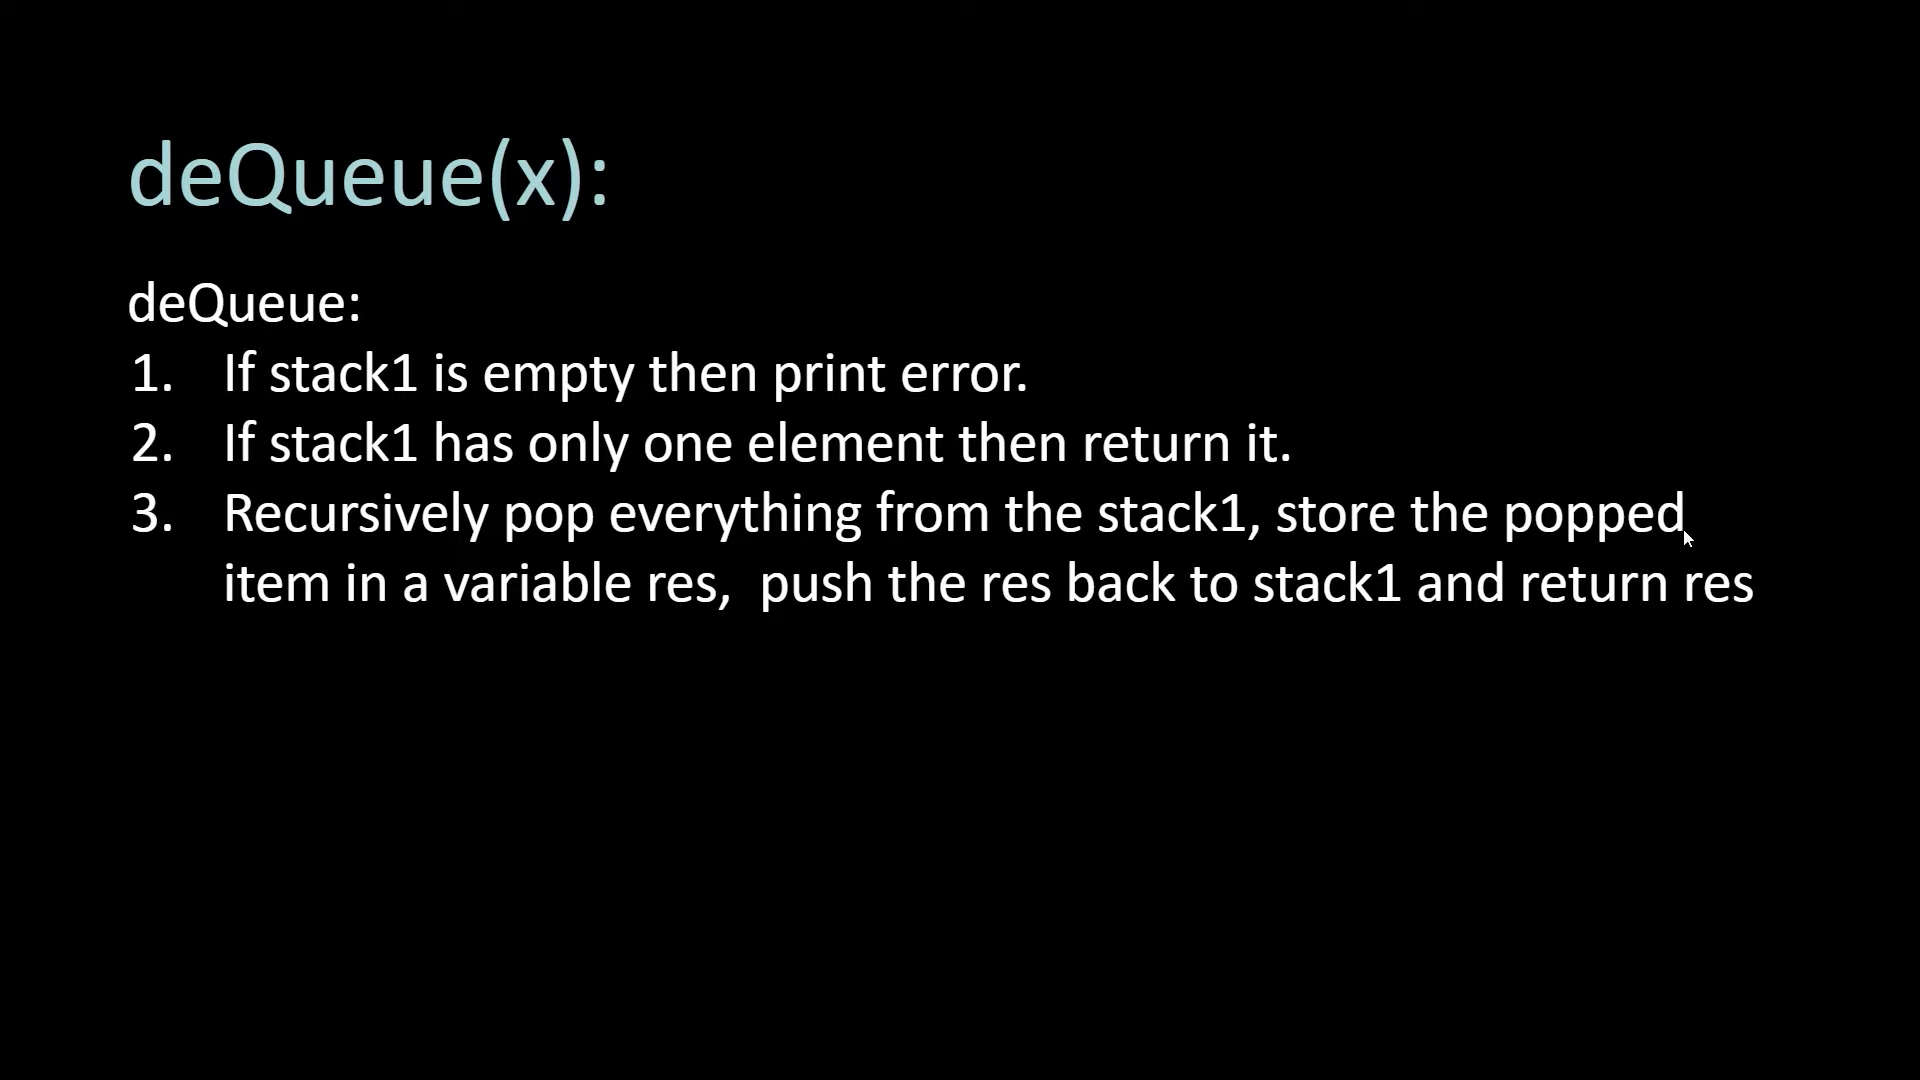 deQueue(x):
deQueue:
1. If stack1 is empty then print error.
2. If stack1 has only one element then return it.
3. Recursively pop everything from the stack1, store the popped
item in a variable res,  push the res back to stack1 and return res